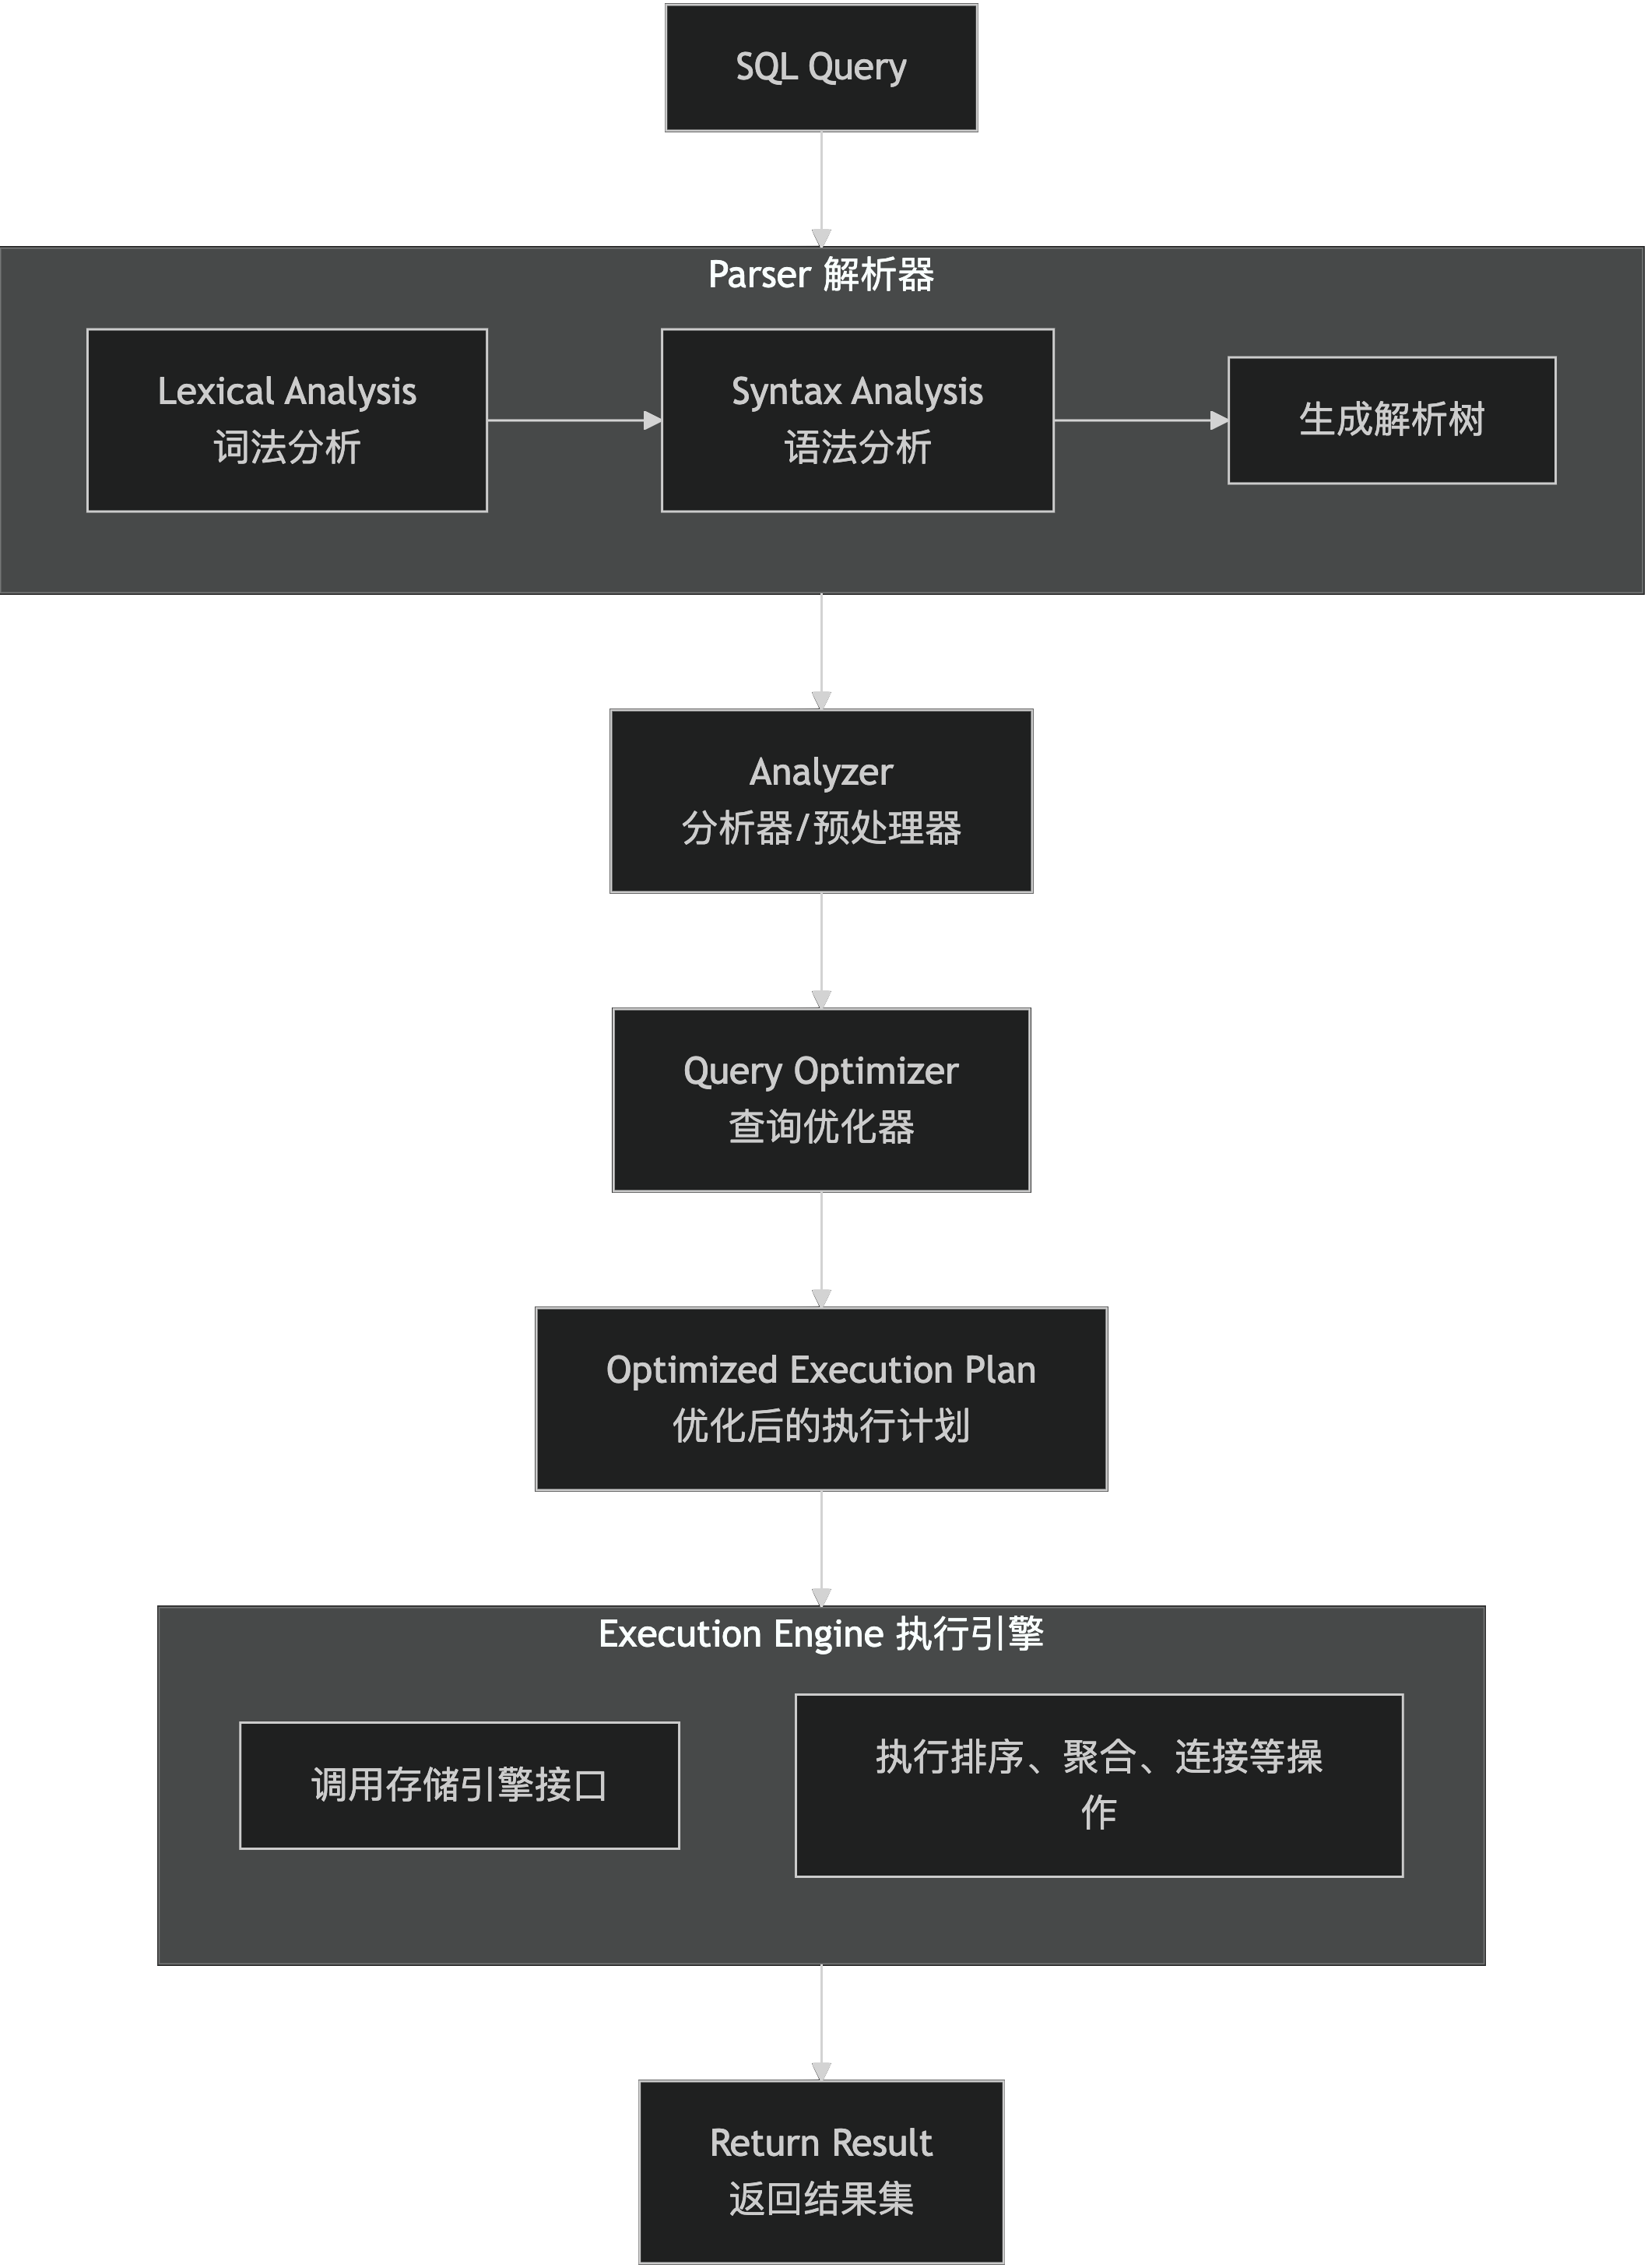 SQL Query
Parser 解析器
Lexical Analysis
词法分析
Syntax Analysis
语法分析
生成解析树
Analyzer
分析器/预处理器
Query Optimizer
查询优化器
Optimized Execution Plan
优化后的执行计划
Execution Engine 执行引擎
调用存储引擎接口
执行排序、聚合、连接等操
作
Return Result
返回结果集